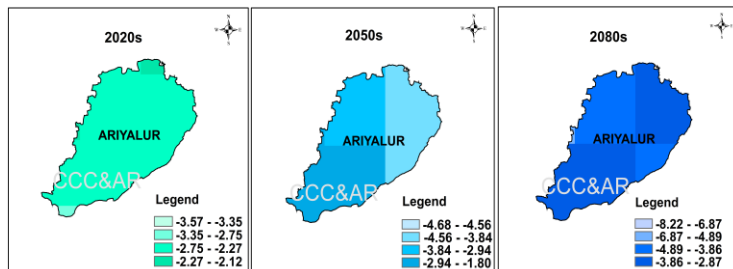 2020s
N
ARIYALUR
CCC&AR
Legend
-3.57 - -3.35
-3.35 - -2.75
-2.75 - -2.27
-2.27 - -2.12
2050s
N
ARIYALUR
CCC&AR
Legend
-4.68 - -4.56
-4.56 - -3.84
-3.84 - -2.94
-2.94 - -1.80
2080s
N
ARIYALUR
CCC&AR
Legend
-8.22 - -6.87
-6.87 - -4.89
-4.89 - -3.86
-3.86 - -2.87